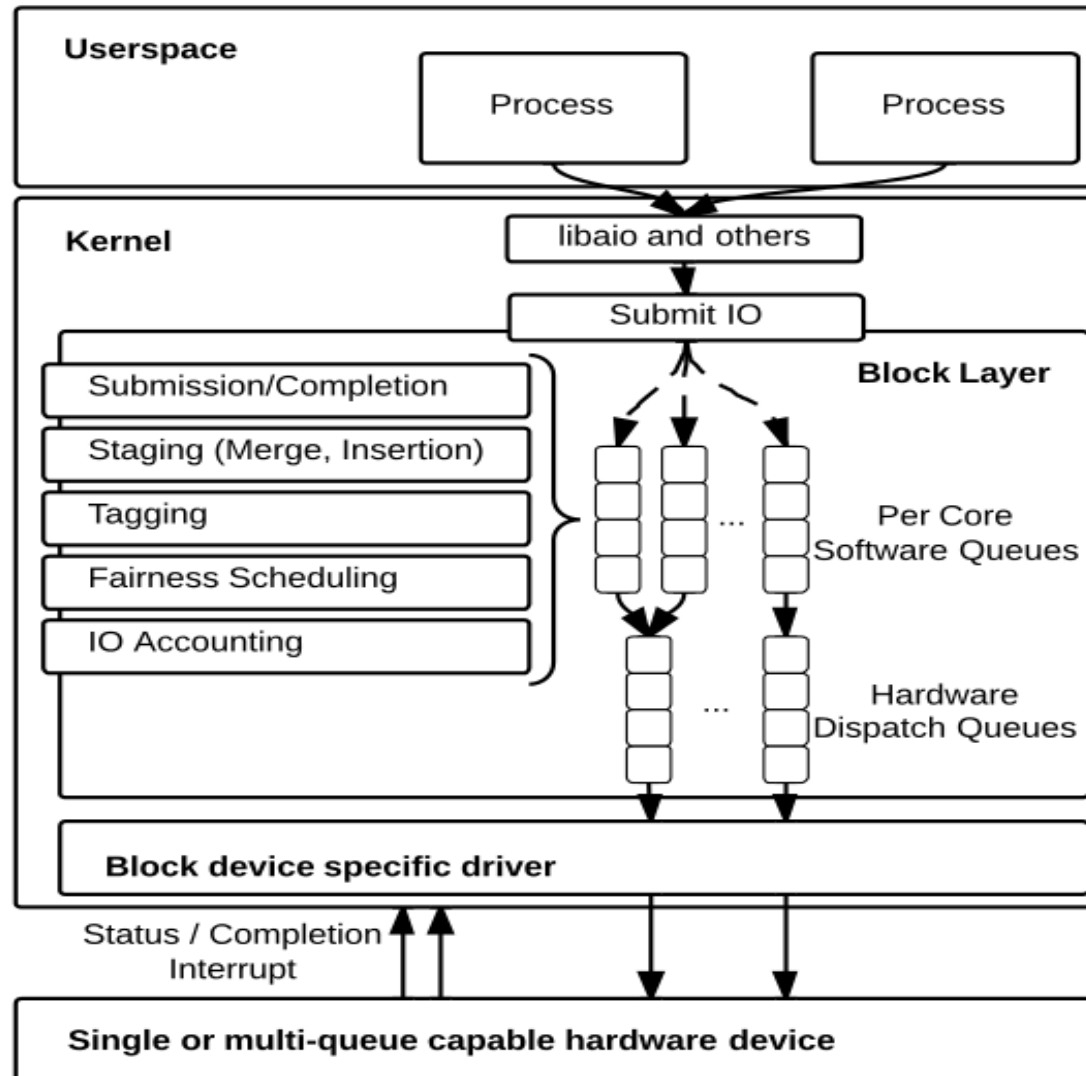 Userspace
Process
Process
Kernel
libaio and others
Submit IO
Block Layer
Submission/Completion
Staging (Merge, Insertion)
Tagging
Fairness Scheduling
IO Accounting
...
Per Core
Software Queues
...
Hardware
Dispatch Queues
Block device specific driver
Status / Completion
Interrupt
Single or multi-queue capable hardware device